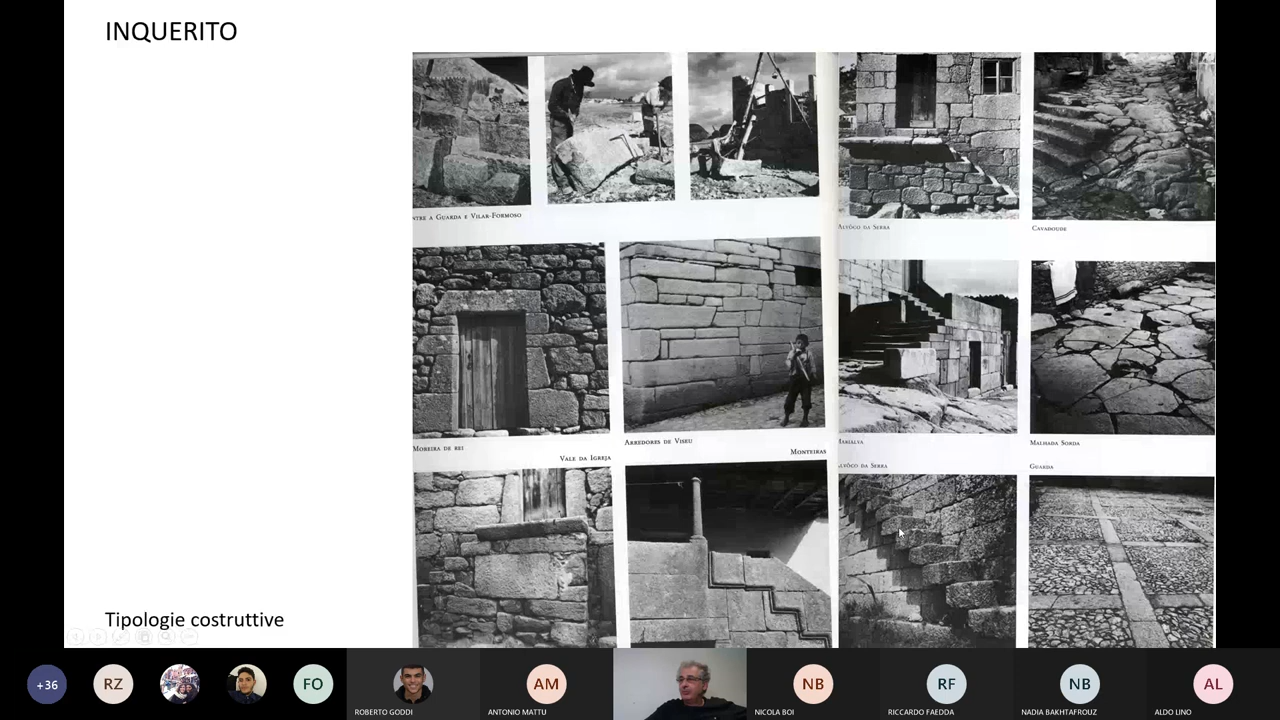 INQUERITO
NTRE A GUARDA E VILAR-FORMOSO
ALVÔCO DA SERRA
CAVADOUDE
MOREIRA DE REI
ARREDORES DE VISEU
MARIALVA
MALHADA SORDA
VALE DA IGREJA
MONTEIRAS
ALVÔCO DA SERRA
GUARDA
Tipologie costruttive
+36
RZ
FO
AM
NB
RF
NB
AL
ROBERTO GODDI
ANTONIO MATTU
NICOLA BOI
RICCARDO FAEDDA
NADIA BAKHTAFROUZ
ALDO LINO